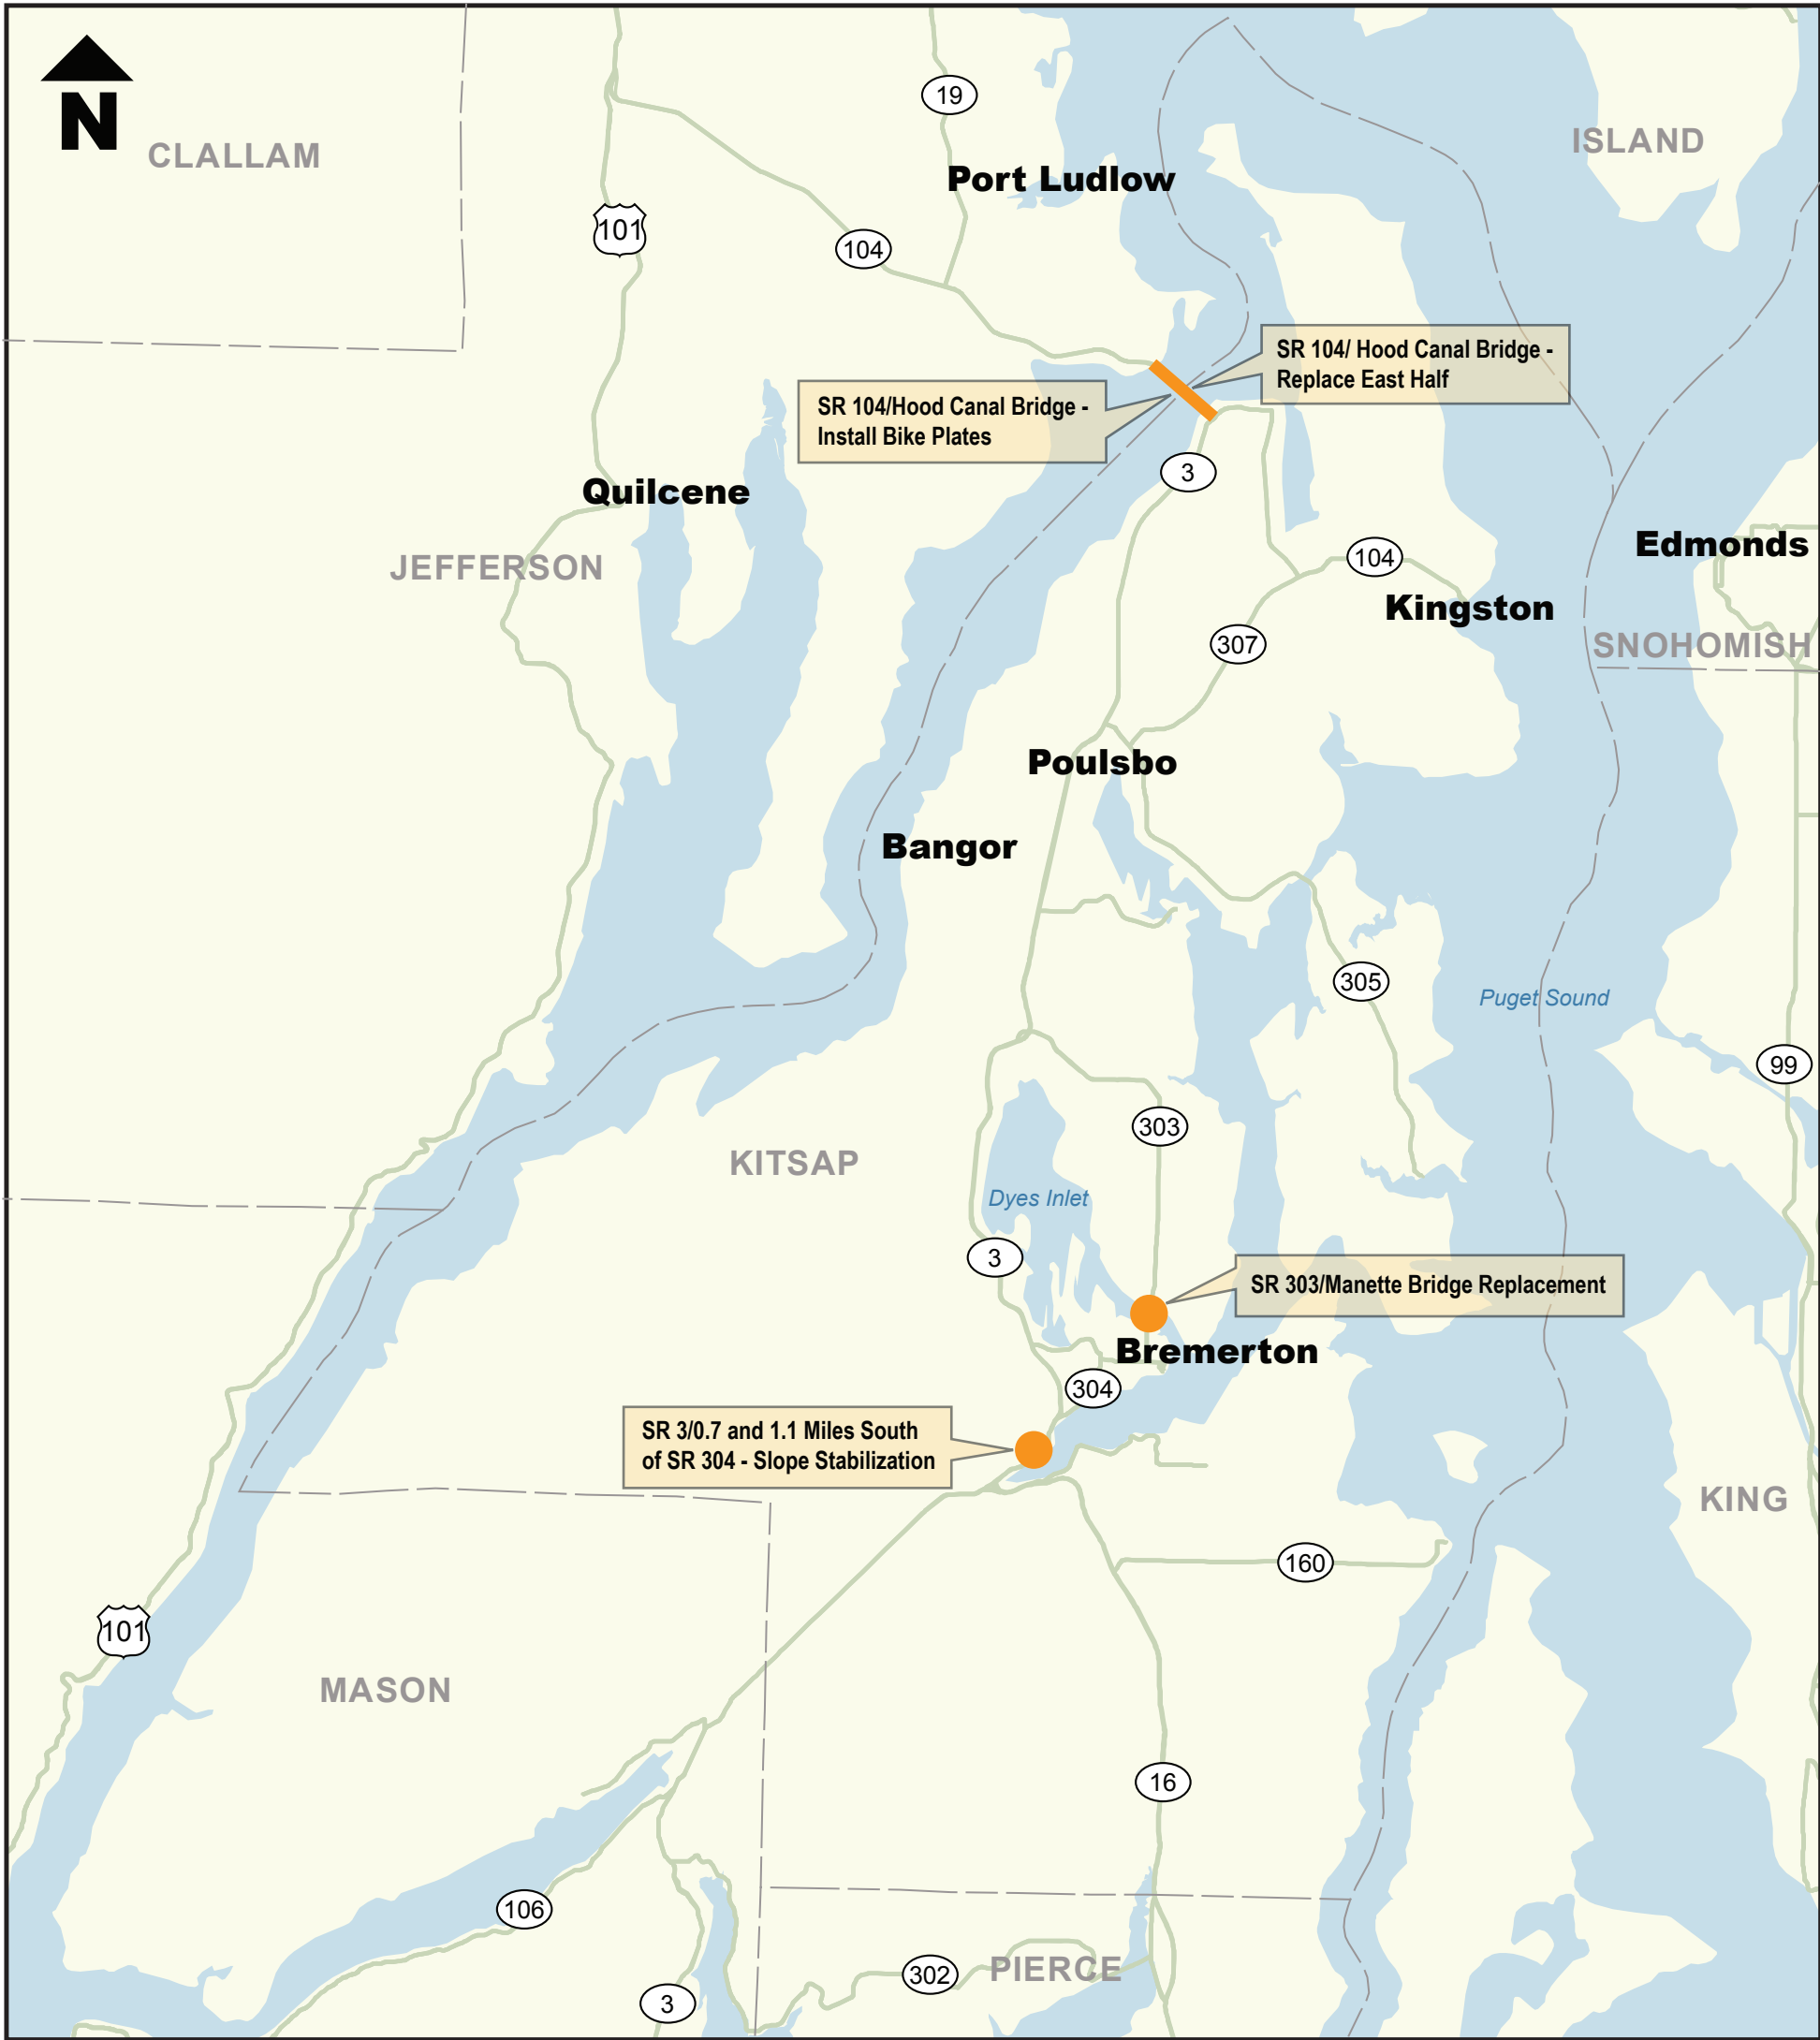 N
CLALLAM
19
ISLAND
Port Ludlow
101
104
SR 104/ Hood Canal Bridge -
Replace East Half
SR 104/Hood Canal Bridge -
Install Bike Plates
3
Quilcene
JEFFERSON
Edmonds
104
Kingston
307
SNOHOMISH
Poulsbo
Bangor
305
Puget Sound
99
303
KITSAP
Dyes Inlet
3
SR 303/Manette Bridge Replacement
Bremerton
304
SR 3/0.7 and 1.1 Miles South
of SR 304 - Slope Stabilization
KING
160
101
MASON
16
106
302
PIERCE
3